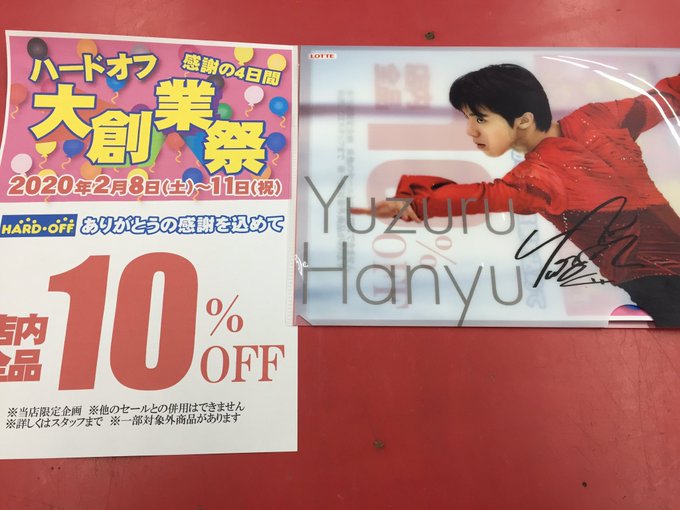 ハードオフ 感謝の4日間
大創業祭
2020年2月8日(土)~11日(祝)
HARD・OFF ありがとうの感謝を込めて
店内
全品
10%
OFF
※当店限定企画 ※他のセールとの併用はできません
※詳しくはスタッフまで ※一部対象外商品があります
LOTTE
Yuzuru
Hanyu